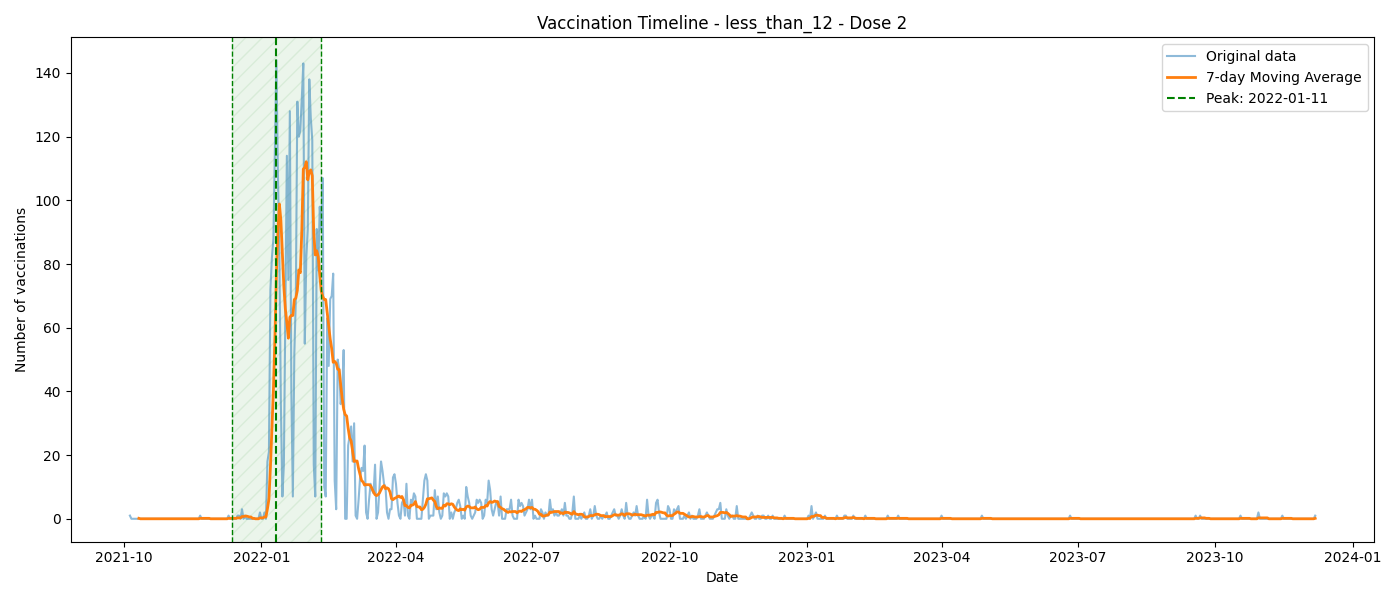 Vaccination Timeline - less_than_12 - Dose 2
Original data
7-day Moving Average
Peak: 2022-01-11
Number of vaccinations
140
120
100
80
60
40
20
0
2021-10 2022-01 2022-04 2022-07 2022-10 2023-01 2023-04 2023-07 2023-10 2024-01
Date